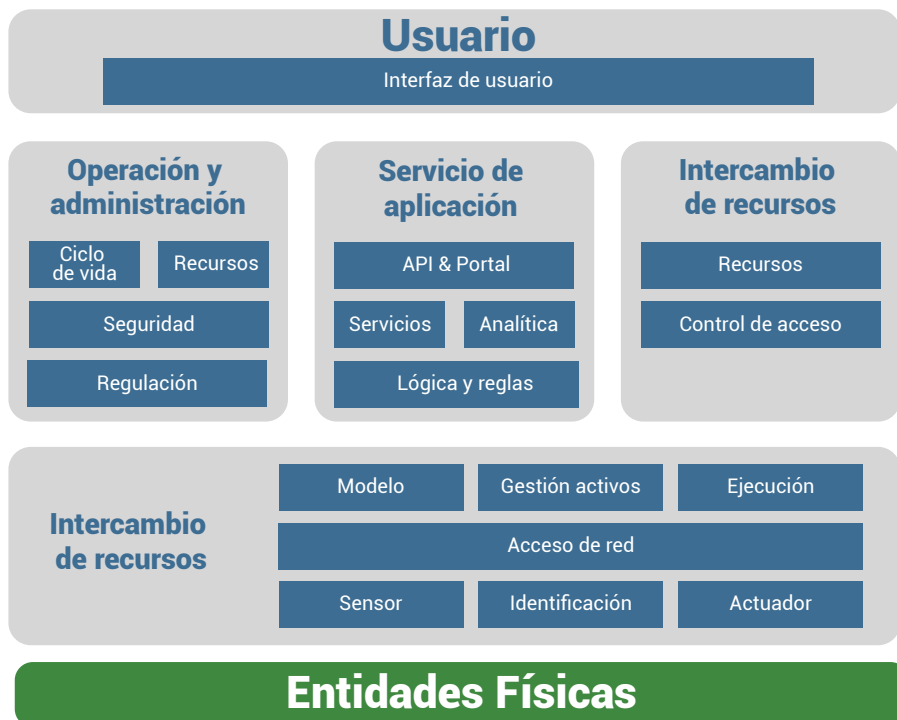 Usuario
Interfaz de usuario
Operación y
administración
Ciclo
de vida
Recursos
Seguridad
Regulación
Servicio de
aplicación
API & Portal
Servicios
Analítica
Lógica y reglas
Intercambio
de recursos
Recursos
Control de acceso
Intercambio
de recursos
Modelo
Gestión activos
Ejecución
Acceso de red
Sensor
Identificación
Actuador
Entidades Físicas